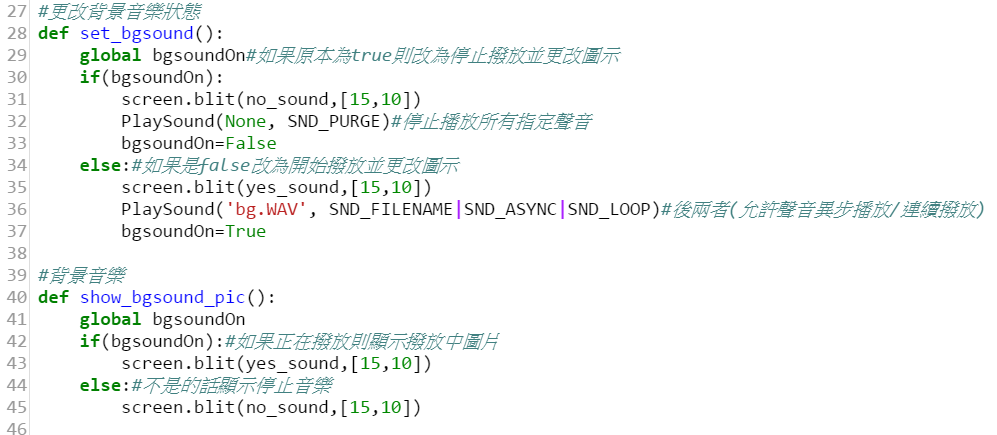 27 #更改背景音樂狀態
28 def set_bgsound():
29     global bgsoundOn#如果原本為true則改為停止撥放並更改圖示
30     if(bgsoundOn):
31         screen.blit(no_sound,[15,10])
32         PlaySound(None, SND_PURGE)#停止播放所有指定聲音
33         bgsoundOn=False
34     else:#如果是false改為開始撥放並更改圖示
35         screen.blit(yes_sound,[15,10])
36         PlaySound('bg.WAV', SND_FILENAME|SND_ASYNC|SND_LOOP)#後兩者(允許聲音異步播放/連續撥放)
37         bgsoundOn=True
38
39 #背景音樂
40 def show_bgsound_pic():
41     global bgsoundOn
42     if(bgsoundOn):#如果正在撥放則顯示撥放中圖片
43         screen.blit(yes_sound,[15,10])
44     else:#不是的話顯示停止音樂
45         screen.blit(no_sound,[15,10])
46